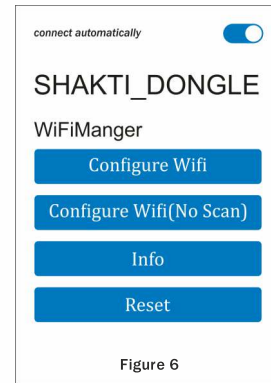 connect automatically
SHAKTI_DONGLE
WiFiManger
Configure Wifi
Configure Wifi(No Scan)
Info
Reset
Figure 6